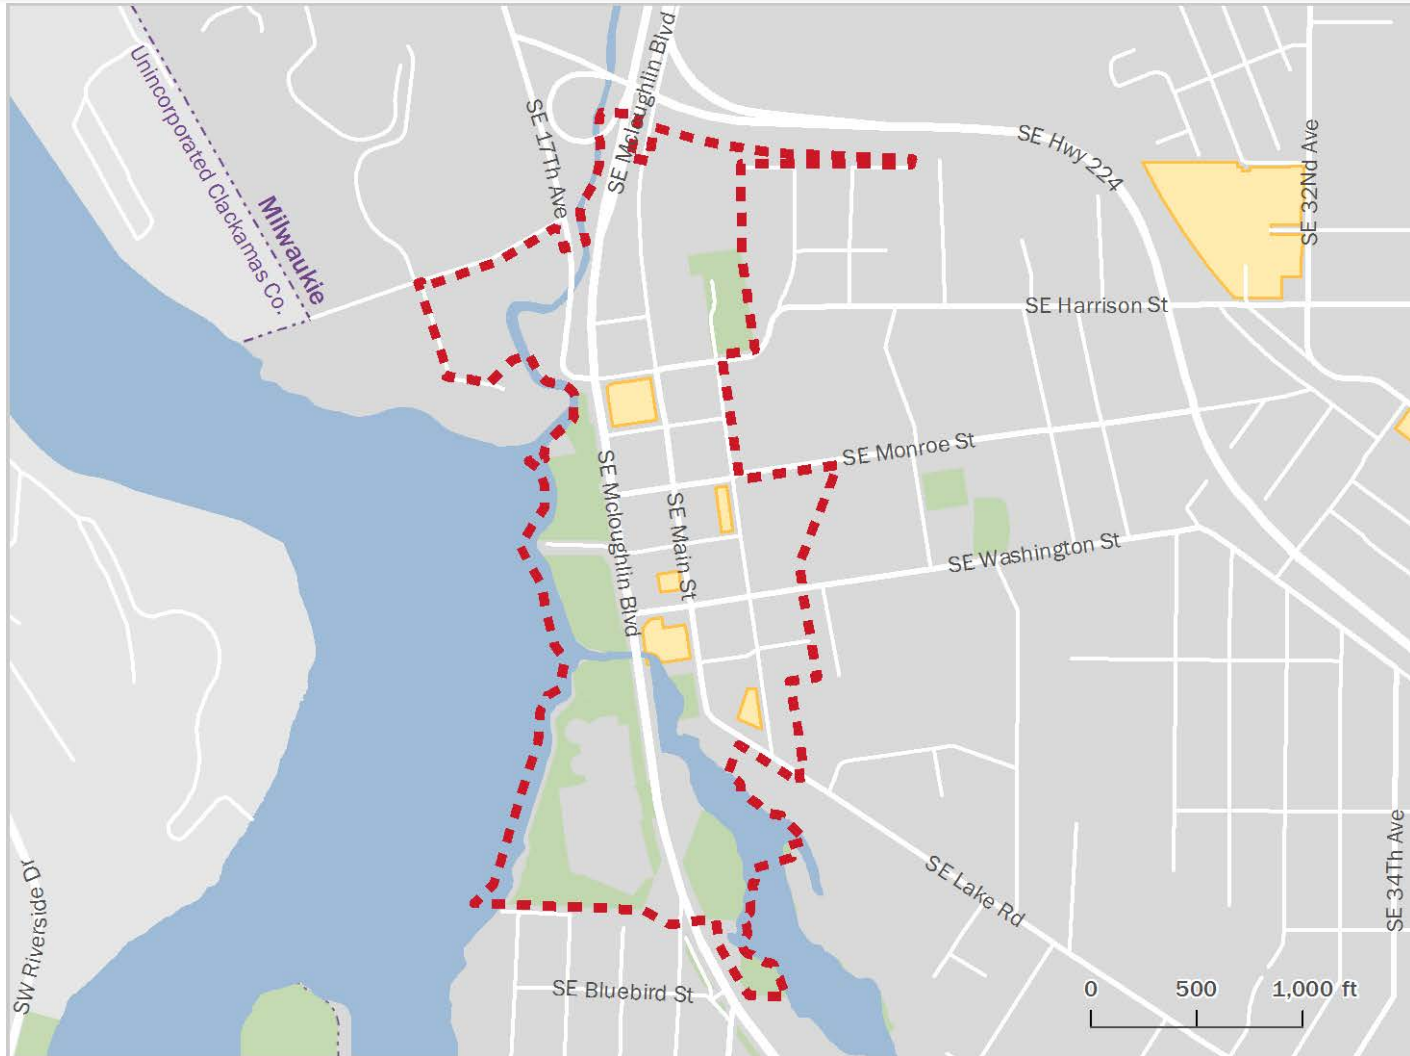 SE Mcloughlin Blvd
Unincorporated Clackamas Co.
Milwaukie
SE 17Th Ave
SE Hwy 224
SE 32Nd Ave
SE Harrison St
SE Monroe St
SE Mcloughlin Blvd
SE Main St
SE Washington St
SE Lake Rd
SE 34Th Ave
SW Riverside Dr
SE Bluebird St
0 500 1,000 ft